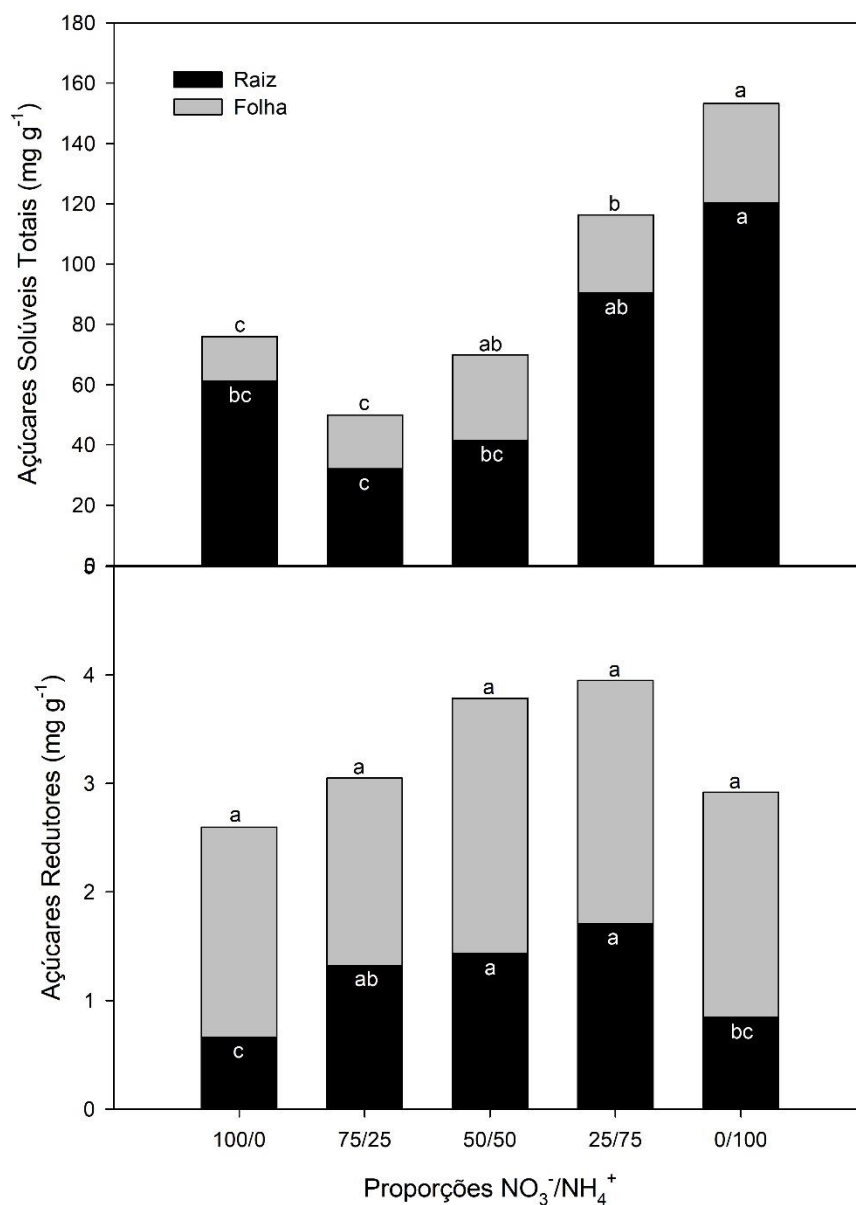 Açúcares Solúveis Totais (mg g⁻¹)
180
160
140
120
100
80
60
40
20
Raiz
Folha
c
bc
c
c
ab
bc
b
ab
a
a
Açúcares Redutores (mg g⁻¹)
4
3
2
1
0
a
c
a
ab
a
a
a
a
a
bc
100/0
75/25
50/50
25/75
0/100
Proporções NO₃⁻/NH₄⁺